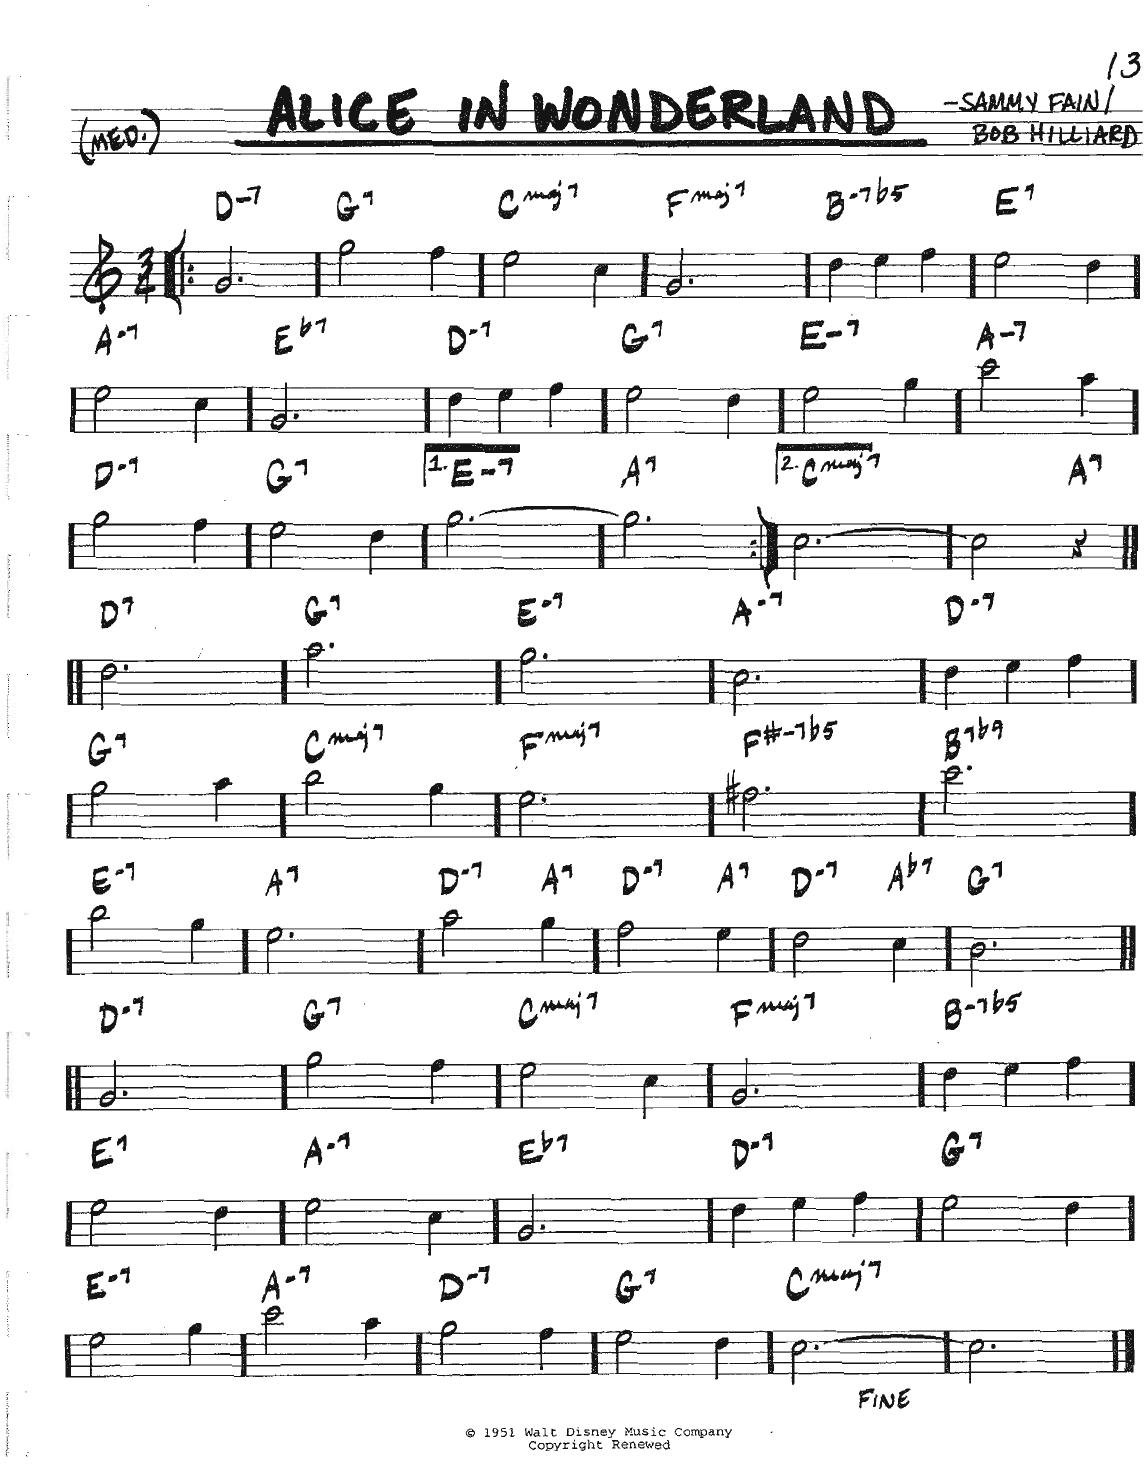 13
ALICE IN WONDERLAND
-SAMMY FAIN/
BOB HILLIARD
(MED.)
D-7 G7 Cmaj7 Fmaj7 B-7b5 E7
3
4
A-7 Eb7 D-7 G7 E-7 A-7
D-7 G7 1. E-7 A7 2. Cmaj7 A7
D7 G7 E-7 A-7 D-7
G7 Cmaj7 Fmaj7 F#-7b5 B7b9
E-7 A7 D-7 A7 D-7 A7 D-7 Ab7 G7
D-7 G7 Cmaj7 Fmaj7 B-7b5
E7 A-7 Eb7 D-7 G7
E-7 A-7 D-7 G7 Cmaj7
FINE
© 1951 Walt Disney Music Company
Copyright Renewed